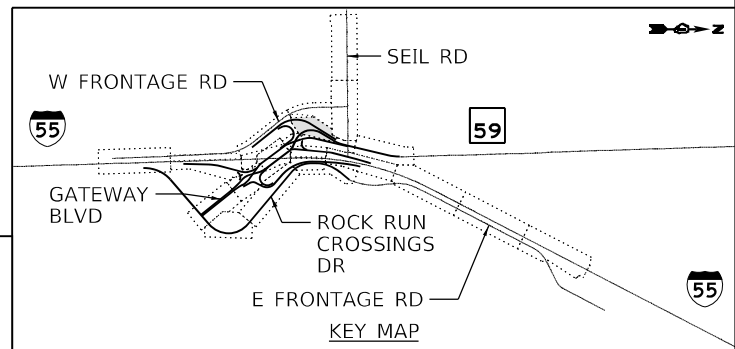 Z
SEIL RD
W FRONTAGE RD
55
59
GATEWAY
BLVD
ROCK RUN
CROSSINGS
DR
E FRONTAGE RD
55
KEY MAP